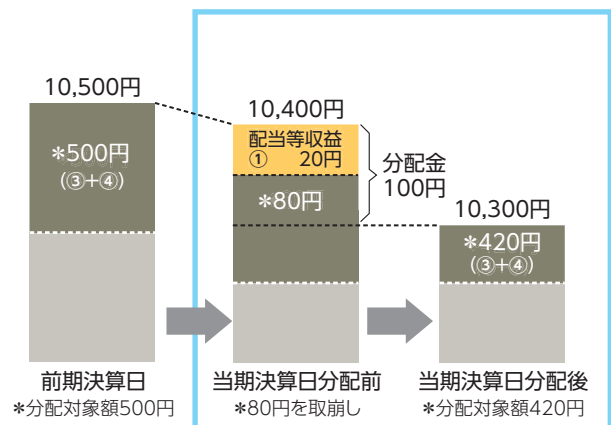 10,500円
*500円
(③+④)
前期決算日
*分配対象額500円
10,400円
配当等収益
① 20円
*80円
分配金
100円
当期決算日分配前
*80円を取崩し
10,300円
*420円
(③+④)
当期決算日分配後
*分配対象額420円